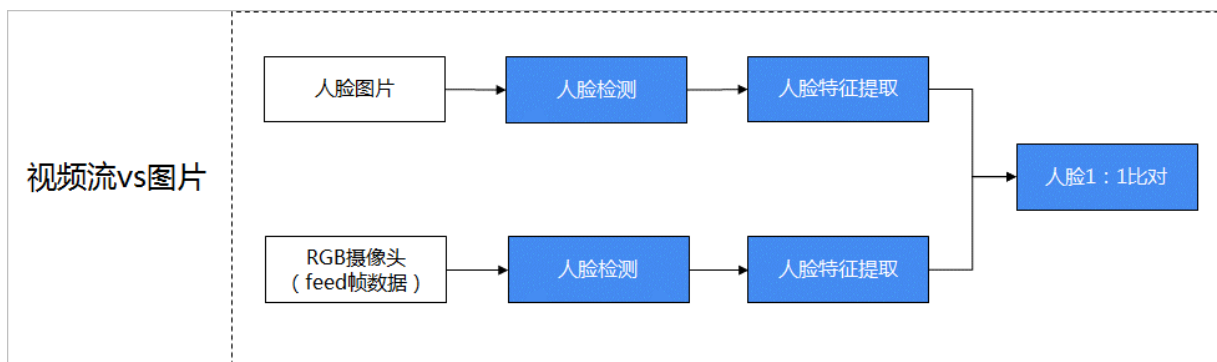 视频流vs图片
人脸图片
人脸检测
人脸特征提取
人脸1：1比对
RGB摄像头
（feed帧数据）
人脸检测
人脸特征提取